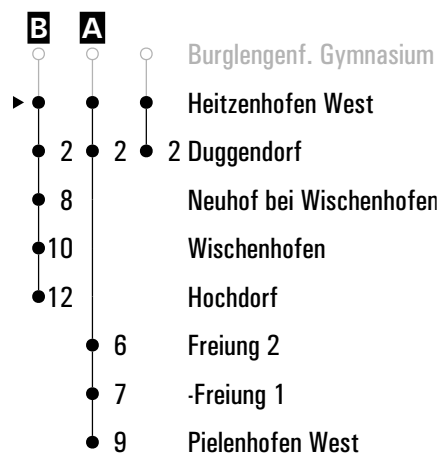 B A
Burglengenf. Gymnasium
Heitzenhofen West
2 2 2 Duggendorf
8 Neuhof bei Wischenhofen
10 Wischenhofen
12 Hochdorf
6 Freiung 2
7 -Freiung 1
9 Pielenhofen West